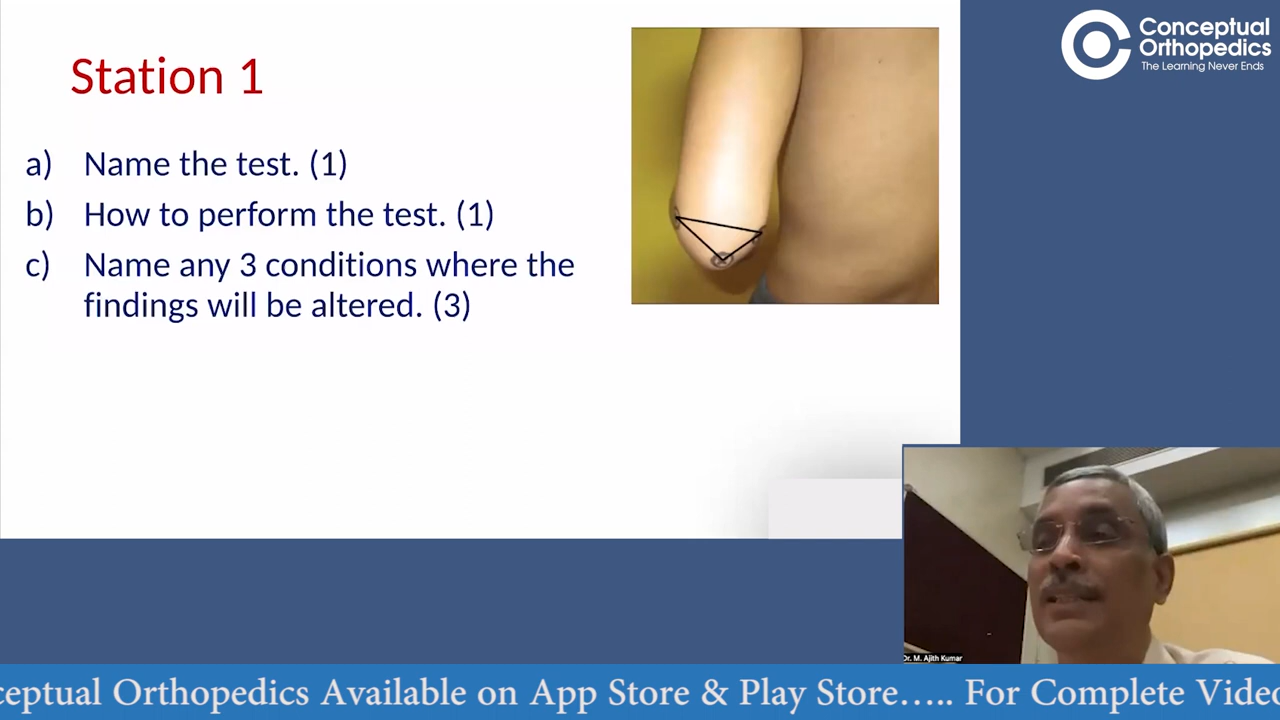 Station 1
a) Name the test. (1)
b) How to perform the test. (1)
c) Name any 3 conditions where the
findings will be altered. (3)
Conceptual
Orthopedics
The Learning Never Ends
Dr. M. Ajith Kumar
ceptual Orthopedics Available on App Store & Play Store..... For Complete Video